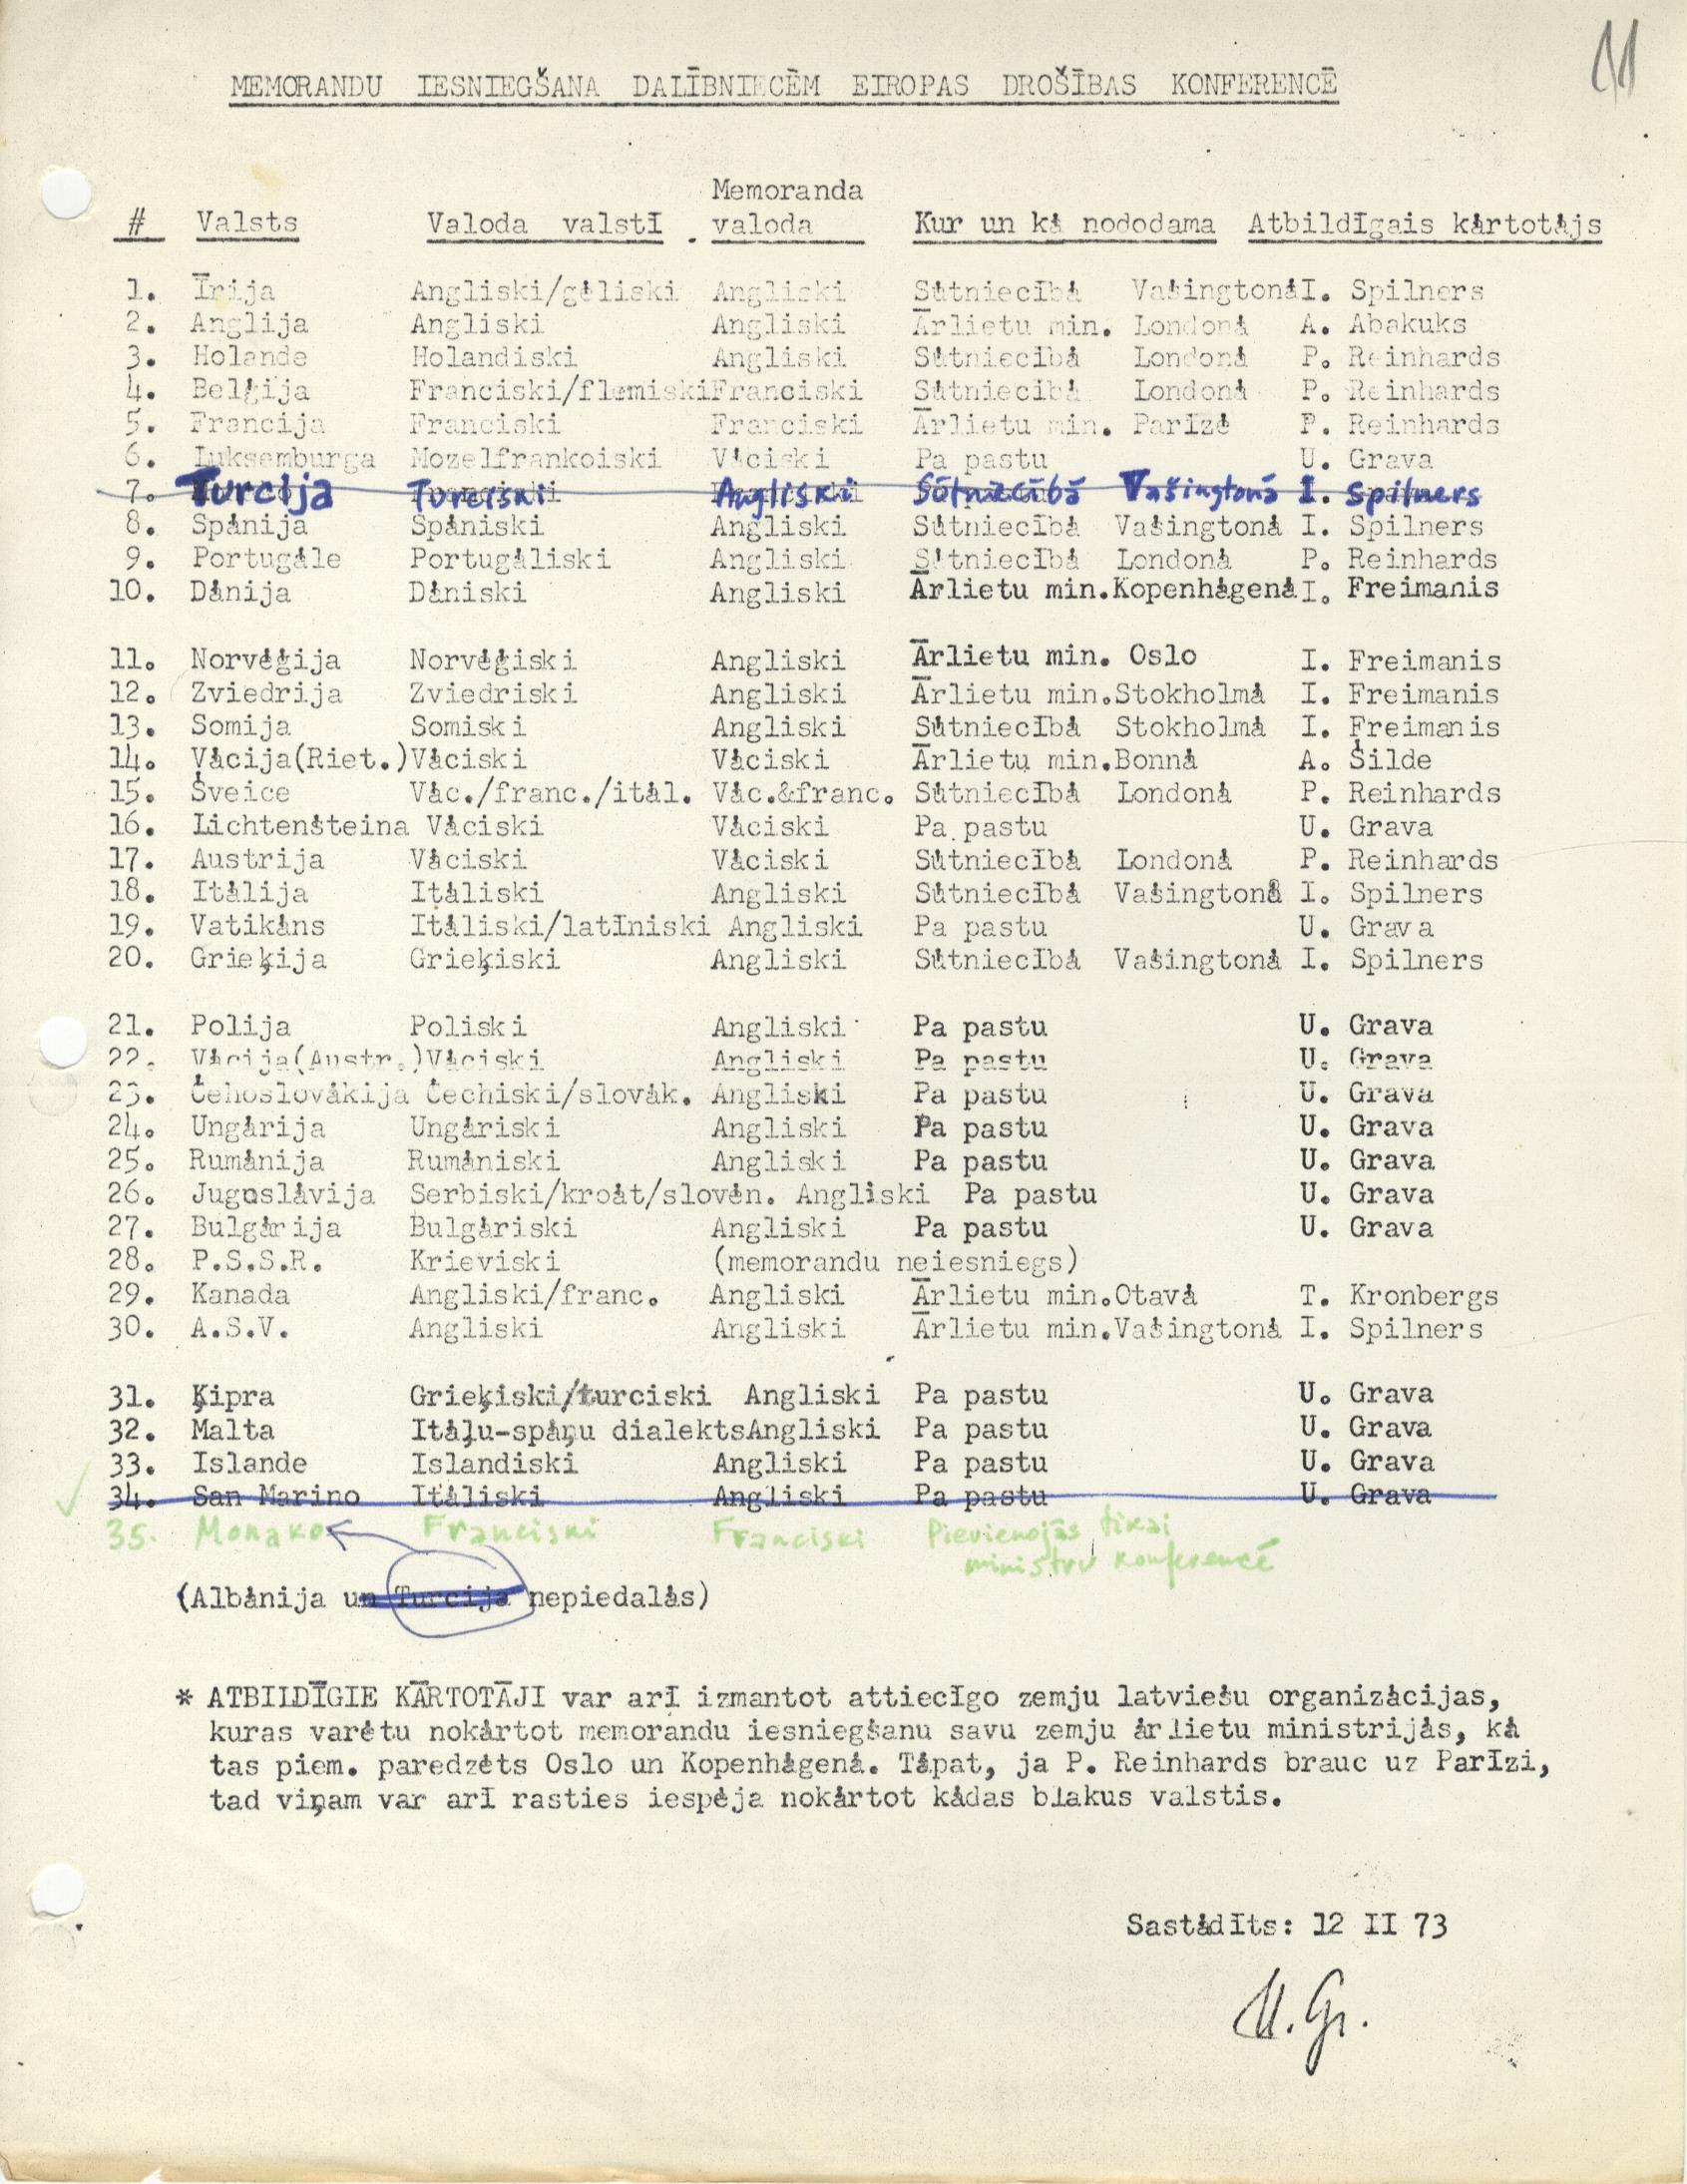 11
MEMORANDU IESNIEGŠANA DALĪBNIECĒM EIROPAS DROŠĪBAS KONFERENCĒ
Memoranda
# Valsts Valoda valstī valoda Kur un kā nododama Atbildīgais kārtotājs
1. Īrija Angliski/gēliski Angliski Sūtniecībā Vašingtonā I. Spilners
2. Anglija Angliski Angliski Ārlietu min. Londonā A. Abakuks
3. Holande Holandiski Angliski Sūtniecībā Londonā P. Reinhards
4. Beļģija Franciski/flemiski Franciski Sūtniecībā Londonā P. Reinhards
5. Francija Franciski Franciski Ārlietu min. Parīzē P. Reinhards
6. Luksemburga Mozelfrankoiski Vāciski Pa pastu U. Grava
7. Turcija Turciski Angliski Sūtniecībā Vašingtonā I. Spilners
8. Spānija Spāniski Angliski Sūtniecībā Vašingtonā I. Spilners
9. Portugāle Portugāliski Angliski Sūtniecībā Londonā P. Reinhards
10. Dānija Dāniski Angliski Ārlietu min. Kopenhāgenā I. Freimanis
11. Norvēģija Norvēģiski Angliski Ārlietu min. Oslo I. Freimanis
12. Zviedrija Zviedriski Angliski Ārlietu min. Stokholmā I. Freimanis
13. Somija Somiski Angliski Sūtniecībā Stokholmā I. Freimanis
14. Vācija(Riet.) Vāciski Vāciski Ārlietu min. Bonnā A. Šilde
15. Šveice Vāc./franc./itāl. Vāc.&franc. Sūtniecībā Londonā P. Reinhards
16. Lichtenšteina Vāciski Vāciski Pa pastu U. Grava
17. Austrija Vāciski Vāciski Sūtniecībā Londonā P. Reinhards
18. Itālija Itāliski Angliski Sūtniecībā Vašingtonā I. Spilners
19. Vatikāns Itāliski/latīniski Angliski Pa pastu U. Grava
20. Grieķija Grieķiski Angliski Sūtniecībā Vašingtonā I. Spilners
21. Polija Poliski Angliski Pa pastu U. Grava
22. Vācija(Austr.) Vāciski Angliski Pa pastu U. Grava
23. Čehoslovākija Čechiski/slovāk. Angliski Pa pastu U. Grava
24. Ungārija Ungāriski Angliski Pa pastu U. Grava
25. Rumānija Rumāniski Angliski Pa pastu U. Grava
26. Jugoslāvija Serbiski/kroāt/slovēn. Angliski Pa pastu U. Grava
27. Bulgārija Bulgāriski Angliski Pa pastu U. Grava
28. P.S.S.R. Krieviski (memorandu neiesniegs)
29. Kanada Angliski/franc. Angliski Ārlietu min. Otavā T. Kronbergs
30. A.S.V. Angliski Angliski Ārlietu min. Vašingtonā I. Spilners
31. Ķipra Grieķiski/turciski Angliski Pa pastu U. Grava
32. Malta Itāļu-spāņu dialekts Angliski Pa pastu U. Grava
33. Islande Islandiski Angliski Pa pastu U. Grava
34. San Marino Itāliski Angliski Pa pastu U. Grava
35. Monako Franciski Franciski Pievienojās tikai
ministru konferencē
(Albānija un Turcija nepiedalās)
* ATBILDĪGIE KĀRTOTĀJI var arī izmantot attiecīgo zemju latviešu organizācijas,
kuras varētu nokārtot memorandu iesniegšanu savu zemju ārlietu ministrijās, kā
tas piem. paredzēts Oslo un Kopenhāgenā. Tāpat, ja P. Reinhards brauc uz Parīzi,
tad viņam var arī rasties iespēja nokārtot kādas blakus valstis.
Sastādīts: 12 II 73
U. Gr.